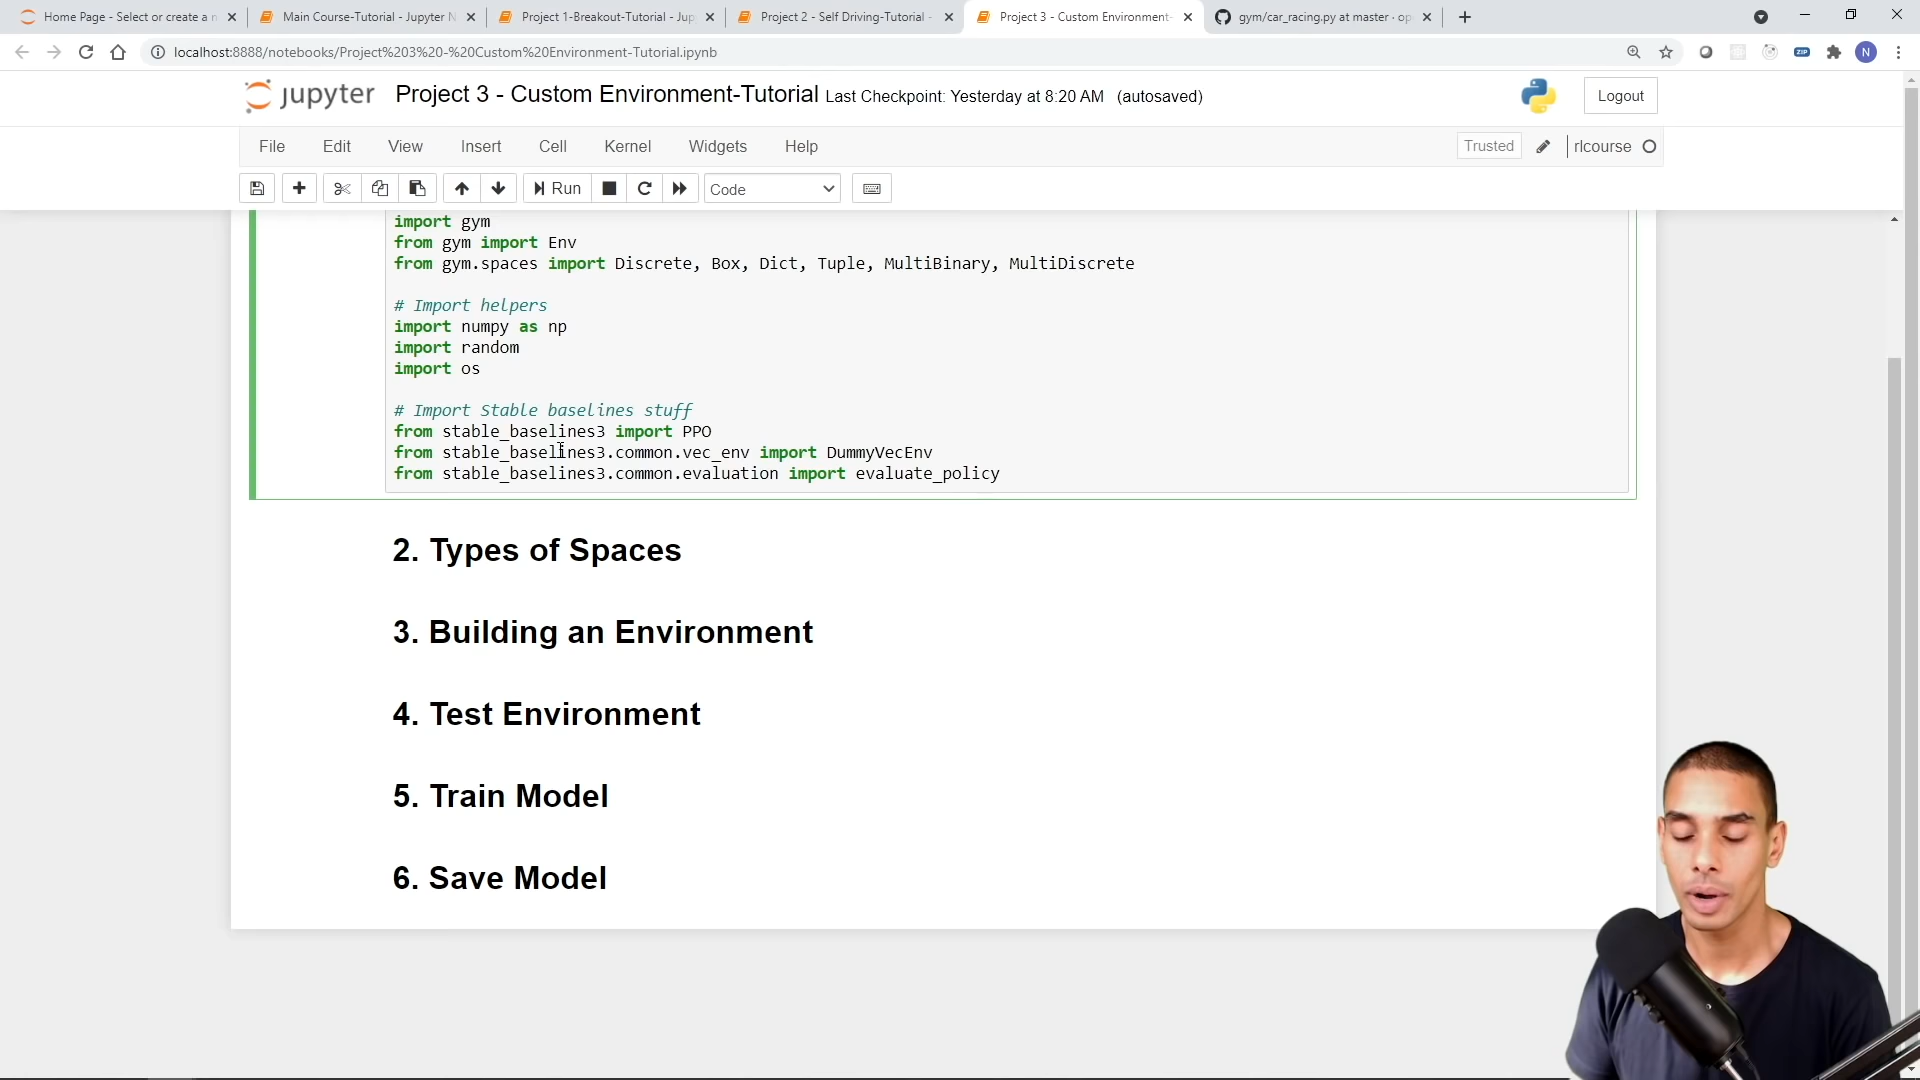 Home Page - Select or create a n
Main Course-Tutorial - Jupyter N
Project 1-Breakout-Tutorial - Jup
Project 2 - Self Driving-Tutorial -
Project 3 - Custom Environment-
gym/car_racing.py at master · op
localhost:8888/notebooks/Project%203%20-%20Custom%20Environment-Tutorial.ipynb
ZIP
N
jupyter
Project 3 - Custom Environment-Tutorial Last Checkpoint: Yesterday at 8:20 AM (autosaved)
Logout
File Edit View Insert Cell Kernel Widgets Help
Trusted
rlcourse
Run
Code
import gym
from gym import Env
from gym.spaces import Discrete, Box, Dict, Tuple, MultiBinary, MultiDiscrete
# Import helpers
import numpy as np
import random
import os
# Import Stable baselines stuff
from stable_baselines3 import PPO
from stable_baselines3.common.vec_env import DummyVecEnv
from stable_baselines3.common.evaluation import evaluate_policy
2. Types of Spaces
3. Building an Environment
4. Test Environment
5. Train Model
6. Save Model